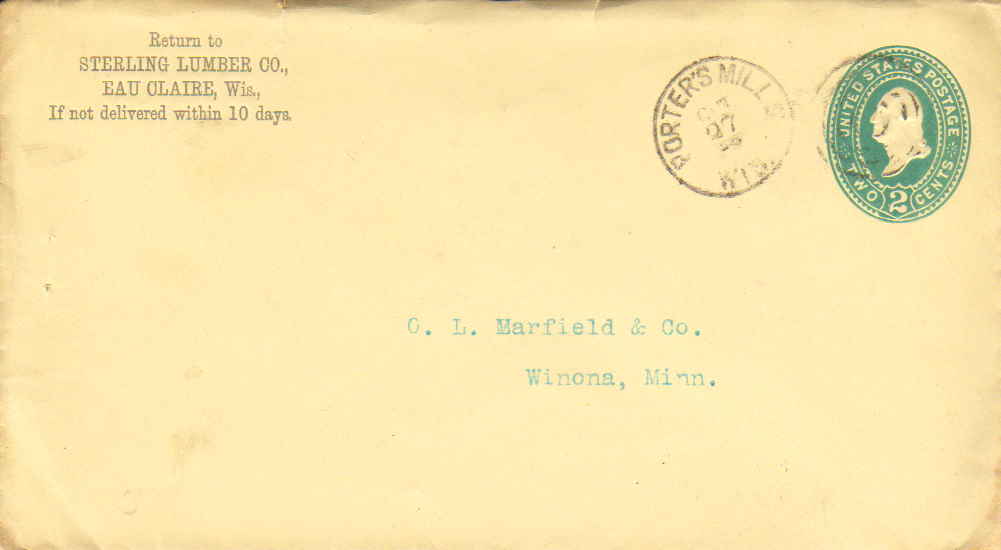 Return to
STERLING LUMBER CO.,
EAU CLAIRE, Wis.,
If not delivered within 10 days.
PORTER'S MILLS
27
WIS.
UNITED STATES POSTAGE
TWO 2 CENTS
C. L. Marfield & Co.
Winona, Minn.